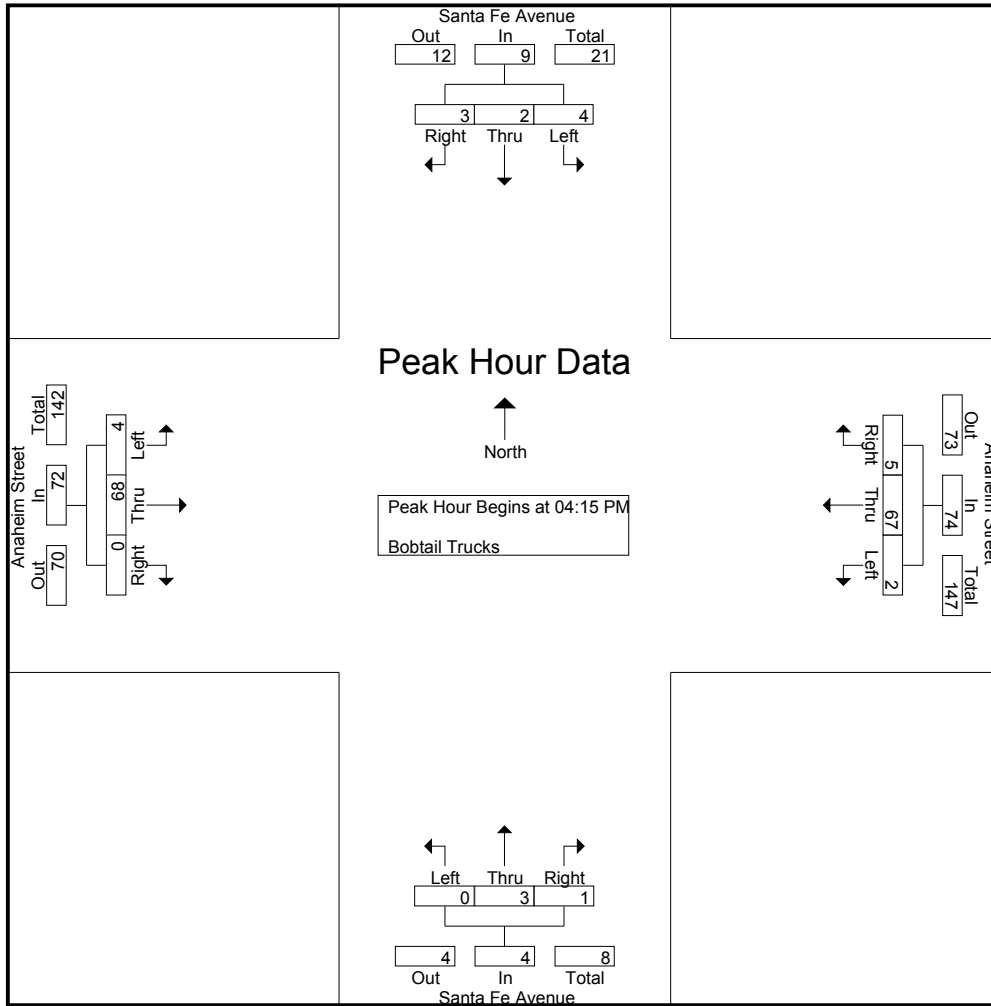 Santa Fe Avenue
Out In Total
12 9 21
3 2 4
Right Thru Left
Peak Hour Data
North
Peak Hour Begins at 04:15 PM
Bobtail Trucks
Anaheim Street
Total In Out
142 72 70
4 68 0
Left Thru Right
Anaheim Street
Out In Total
73 74 147
5 67 2
Right Thru Left
Left Thru Right
0 3 1
4 4 8
Out In Total
Santa Fe Avenue